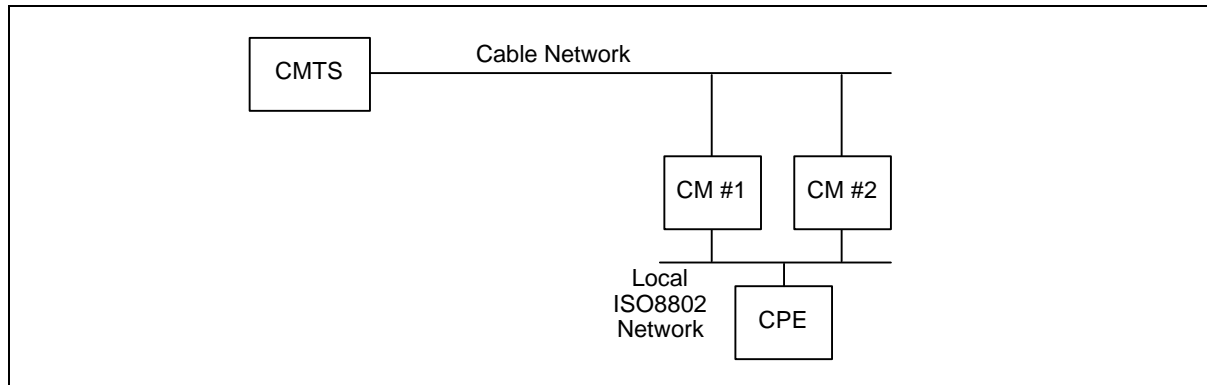 Cable Network
CMTS
CM #1
CM #2
Local
ISO8802
Network
CPE